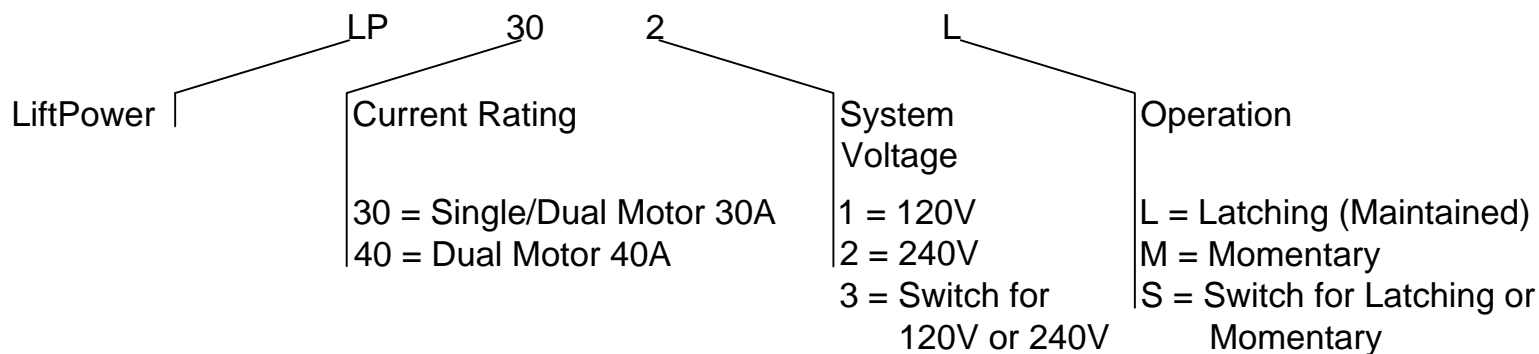 LP 30 2 L
LiftPower Current Rating System Operation
Voltage
30 = Single/Dual Motor 30A 1 = 120V L = Latching (Maintained)
40 = Dual Motor 40A 2 = 240V M = Momentary
3 = Switch for S = Switch for Latching or
120V or 240V Momentary